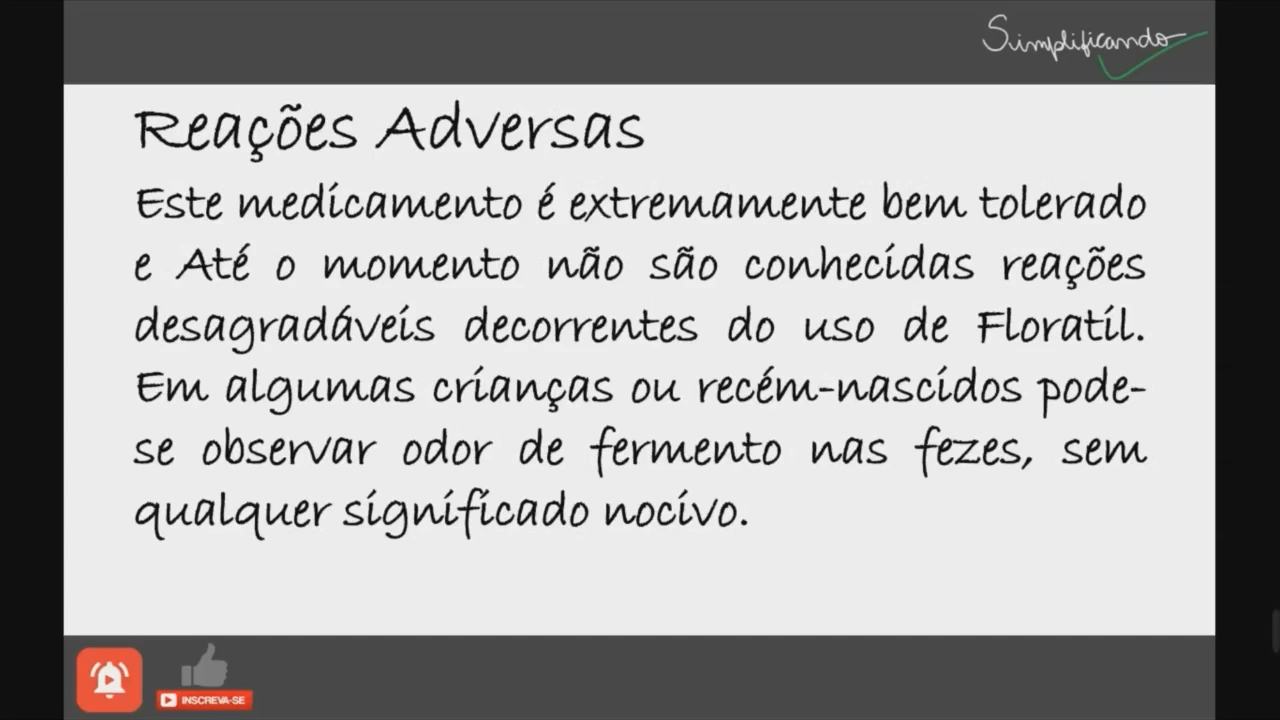 Simplificando
Reações Adversas
Este medicamento é extremamente bem tolerado
e Até o momento não são conhecidas reações
desagradáveis decorrentes do uso de Floratil.
Em algumas crianças ou recém-nascidos pode-
se observar odor de fermento nas fezes, sem
qualquer significado nocivo.
INSCREVA-SE